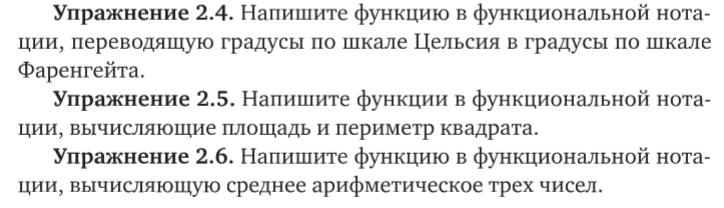 Упражнение 2.4. Напишите функцию в функциональной нота-
ции, переводящую градусы по шкале Цельсия в градусы по шкале
Фаренгейта.
Упражнение 2.5. Напишите функции в функциональной нота-
ции, вычисляющие площадь и периметр квадрата.
Упражнение 2.6. Напишите функцию в функциональной нота-
ции, вычисляющую среднее арифметическое трех чисел.